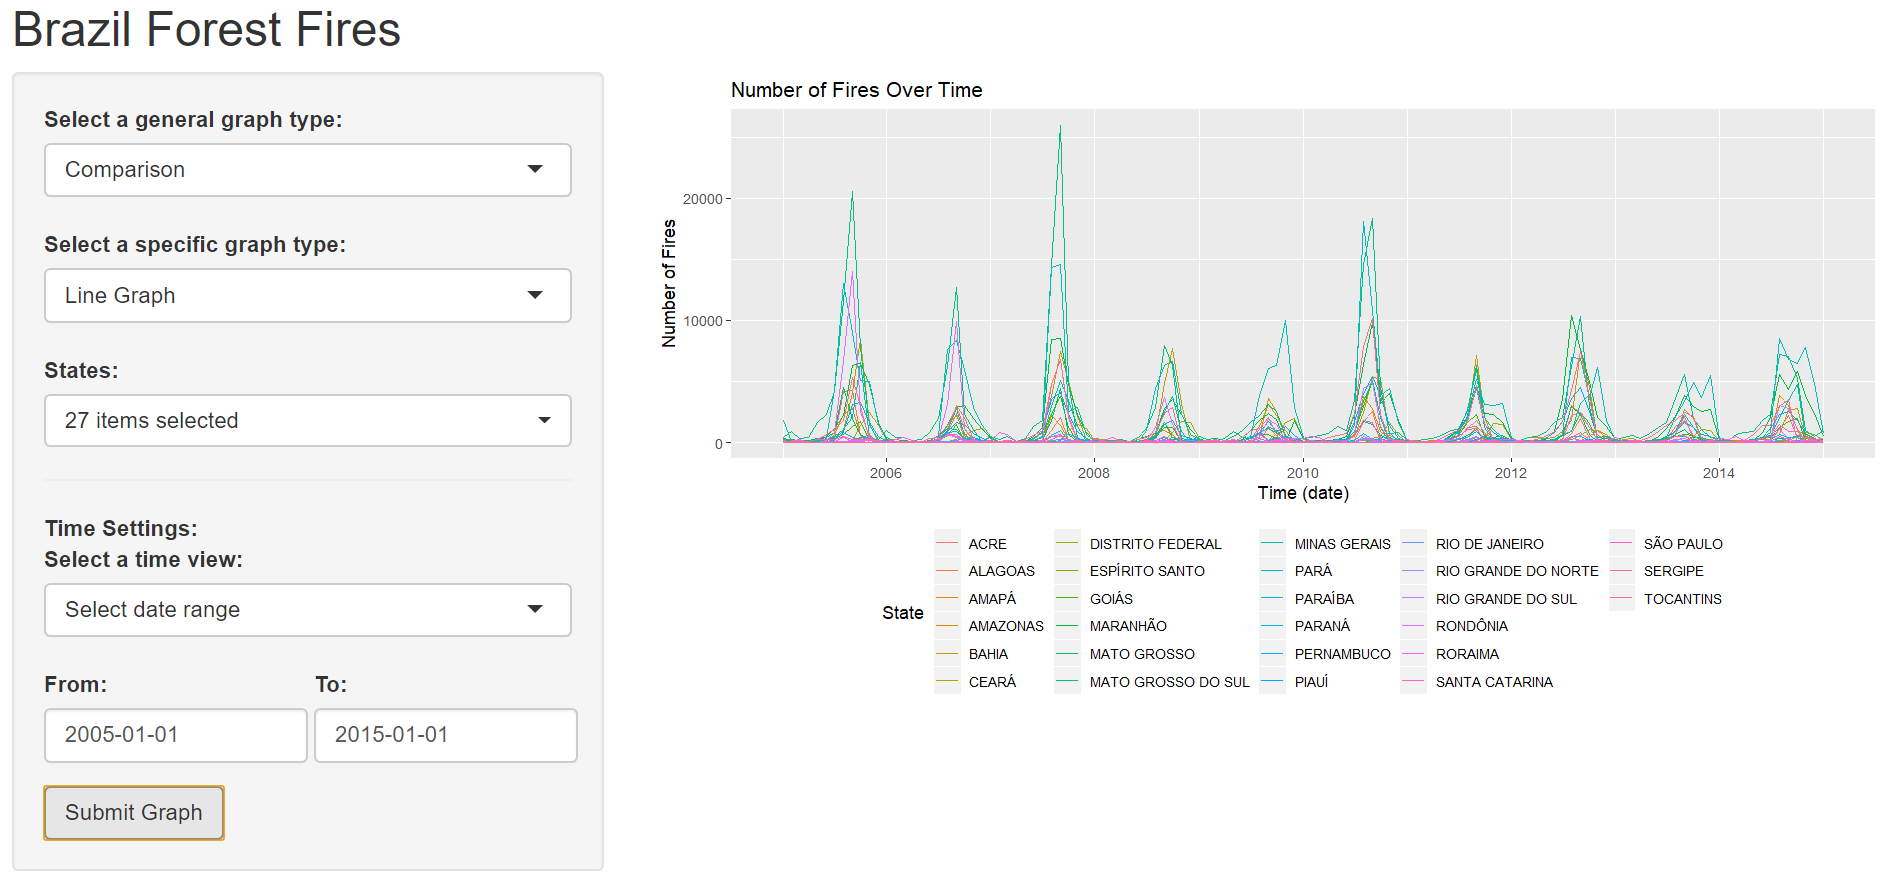 Brazil Forest Fires
Select a general graph type:
Comparison
Select a specific graph type:
Line Graph
States:
27 items selected
Time Settings:
Select a time view:
Select date range
From: To:
2005-01-01 2015-01-01
Submit Graph
Number of Fires Over Time
Number of Fires
20000
10000
0
2006 2008 2010 2012 2014
Time (date)
State
ACRE DISTRITO FEDERAL MINAS GERAIS RIO DE JANEIRO SÃO PAULO
ALAGOAS ESPÍRITO SANTO PARÁ RIO GRANDE DO NORTE SERGIPE
AMAPÁ GOIÁS PARAÍBA RIO GRANDE DO SUL TOCANTINS
AMAZONAS MARANHÃO PARANÁ RONDÔNIA
BAHIA MATO GROSSO PERNAMBUCO RORAIMA
CEARÁ MATO GROSSO DO SUL PIAUÍ SANTA CATARINA